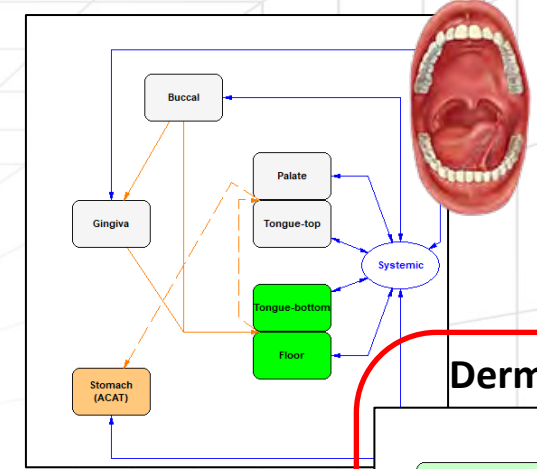 Buccal
Palate
Gingiva
Tongue-top
Systemic
Tongue-bottom
Floor
Stomach
(ACAT)
Derm